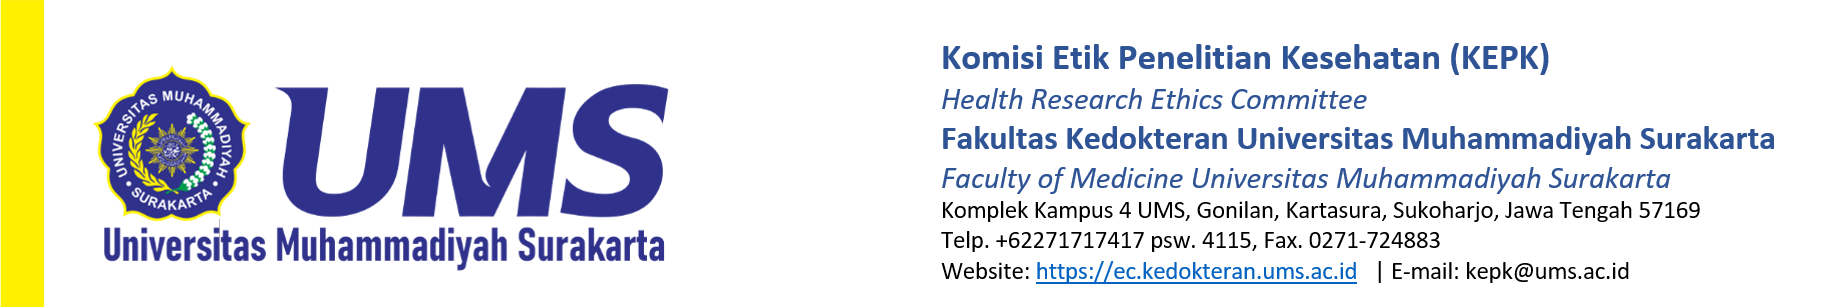 UNIVERSITAS MUHAMMADIYAH
SURAKARTA
UMS
Universitas Muhammadiyah Surakarta
Komisi Etik Penelitian Kesehatan (KEPK)
Health Research Ethics Committee
Fakultas Kedokteran Universitas Muhammadiyah Surakarta
Faculty of Medicine Universitas Muhammadiyah Surakarta
Komplek Kampus 4 UMS, Gonilan, Kartasura, Sukoharjo, Jawa Tengah 57169
Telp. +62271717417 psw. 4115, Fax. 0271-724883
Website: https://ec.kedokteran.ums.ac.id | E-mail: kepk@ums.ac.id